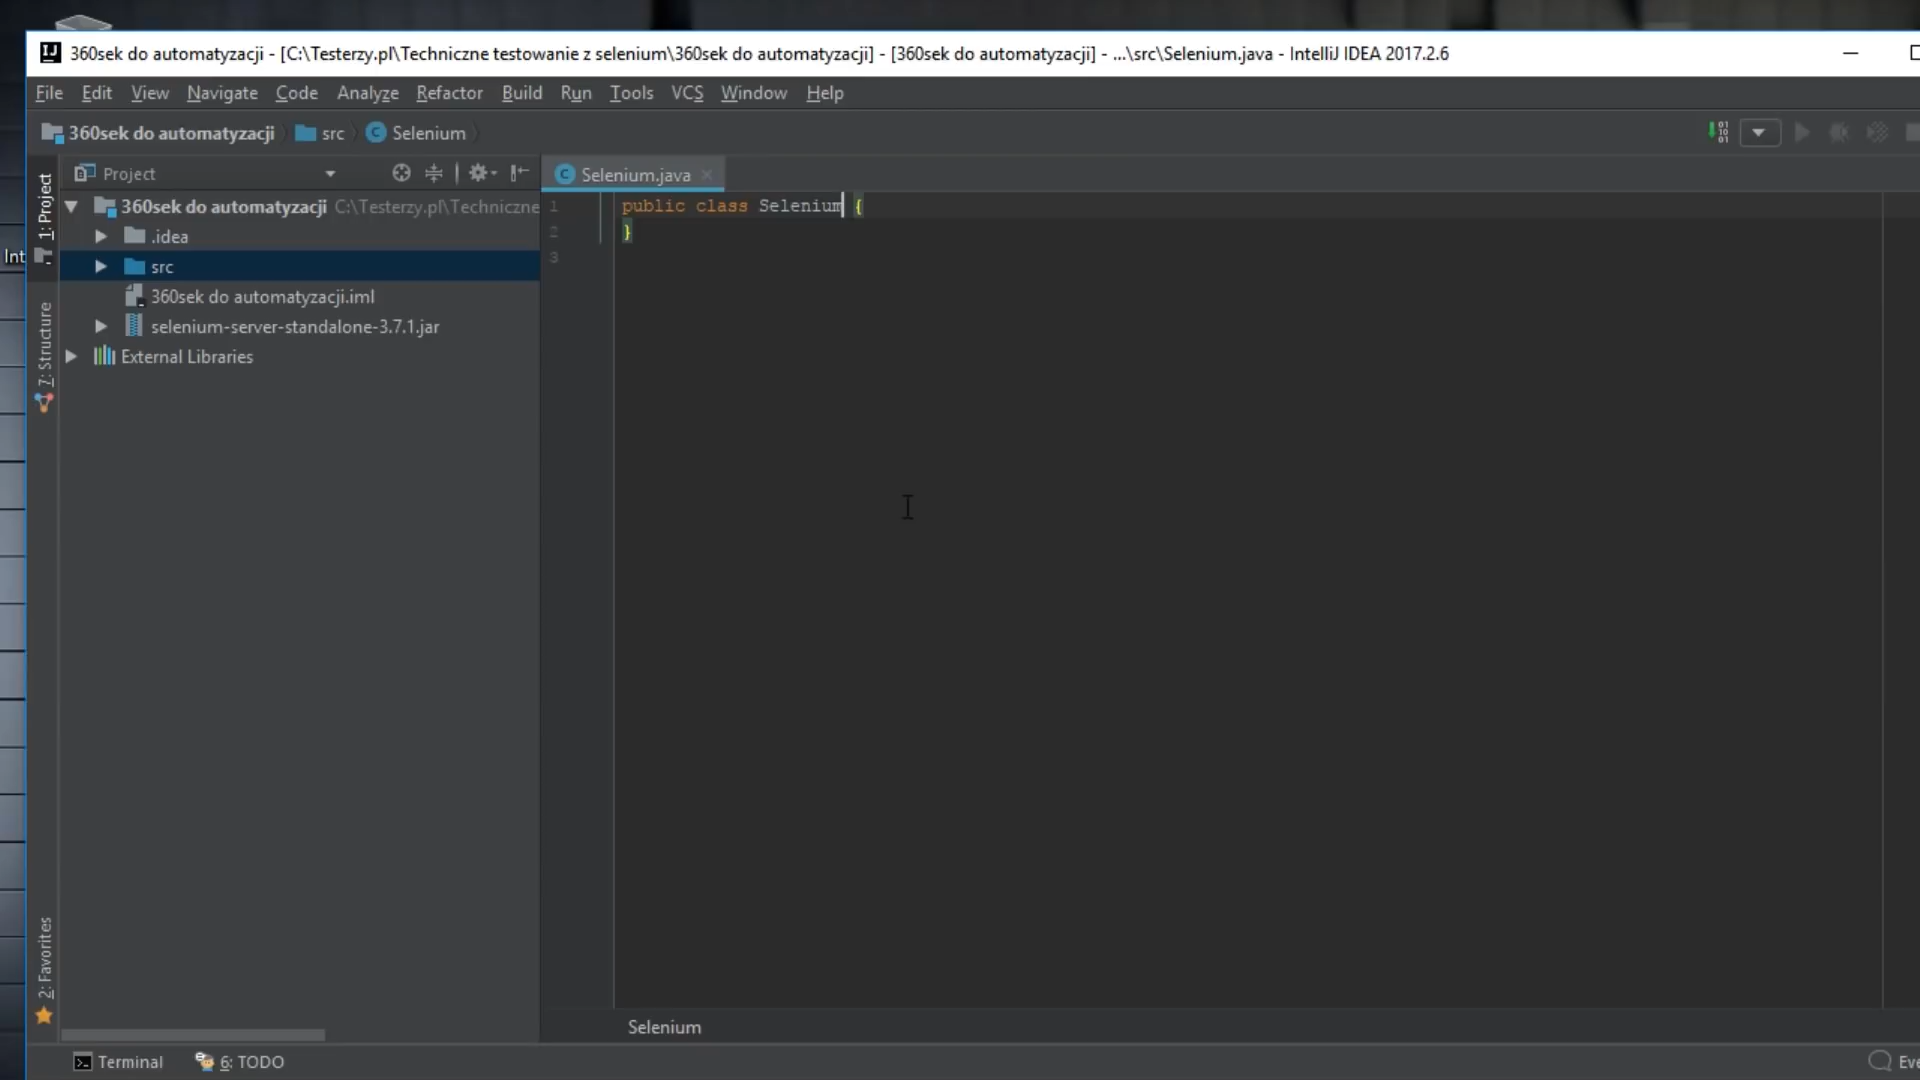 360sek do automatyzacji - [C:\Testerzy.pl\Techniczne testowanie z selenium\360sek do automatyzacji] - [360sek do automatyzacji] - ...\src\Selenium.java - IntelliJ IDEA 2017.2.6
File Edit View Navigate Code Analyze Refactor Build Run Tools VCS Window Help
360sek do automatyzacji src Selenium
Project
Selenium.java
360sek do automatyzacji C:\Testerzy.pl\Techniczne
.idea
src
360sek do automatyzacji.iml
selenium-server-standalone-3.7.1.jar
External Libraries
1 public class Selenium {
2 }
3
1: Project
Int
7: Structure
2: Favorites
Selenium
Terminal
6: TODO
Eve